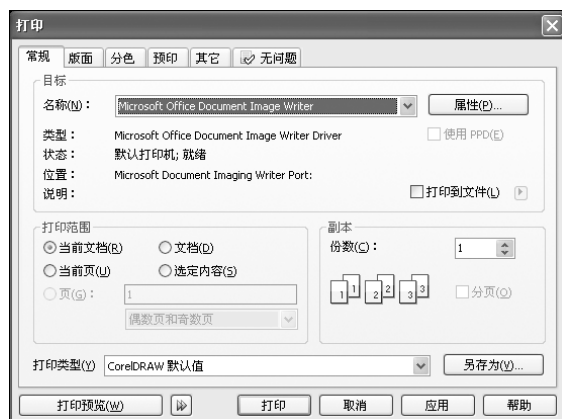 打印
常规 版面 分色 预印 其它 无问题
目标
名称(N)： Microsoft Office Document Image Writer 属性(P)...
类型： Microsoft Office Document Image Writer Driver 使用 PPD(E)
状态： 默认打印机; 就绪
位置： Microsoft Document Imaging Writer Port:
说明： 打印到文件(L)
打印范围 副本
当前文档(R) 文档(D) 份数(C)： 1
当前页(U) 选定内容(S)
1 1 2 2 3 3 分页(O)
页(G)： 1
偶数页和奇数页
打印类型(Y) CorelDRAW 默认值 另存为(V)...
打印预览(W) 打印 取消 应用 帮助